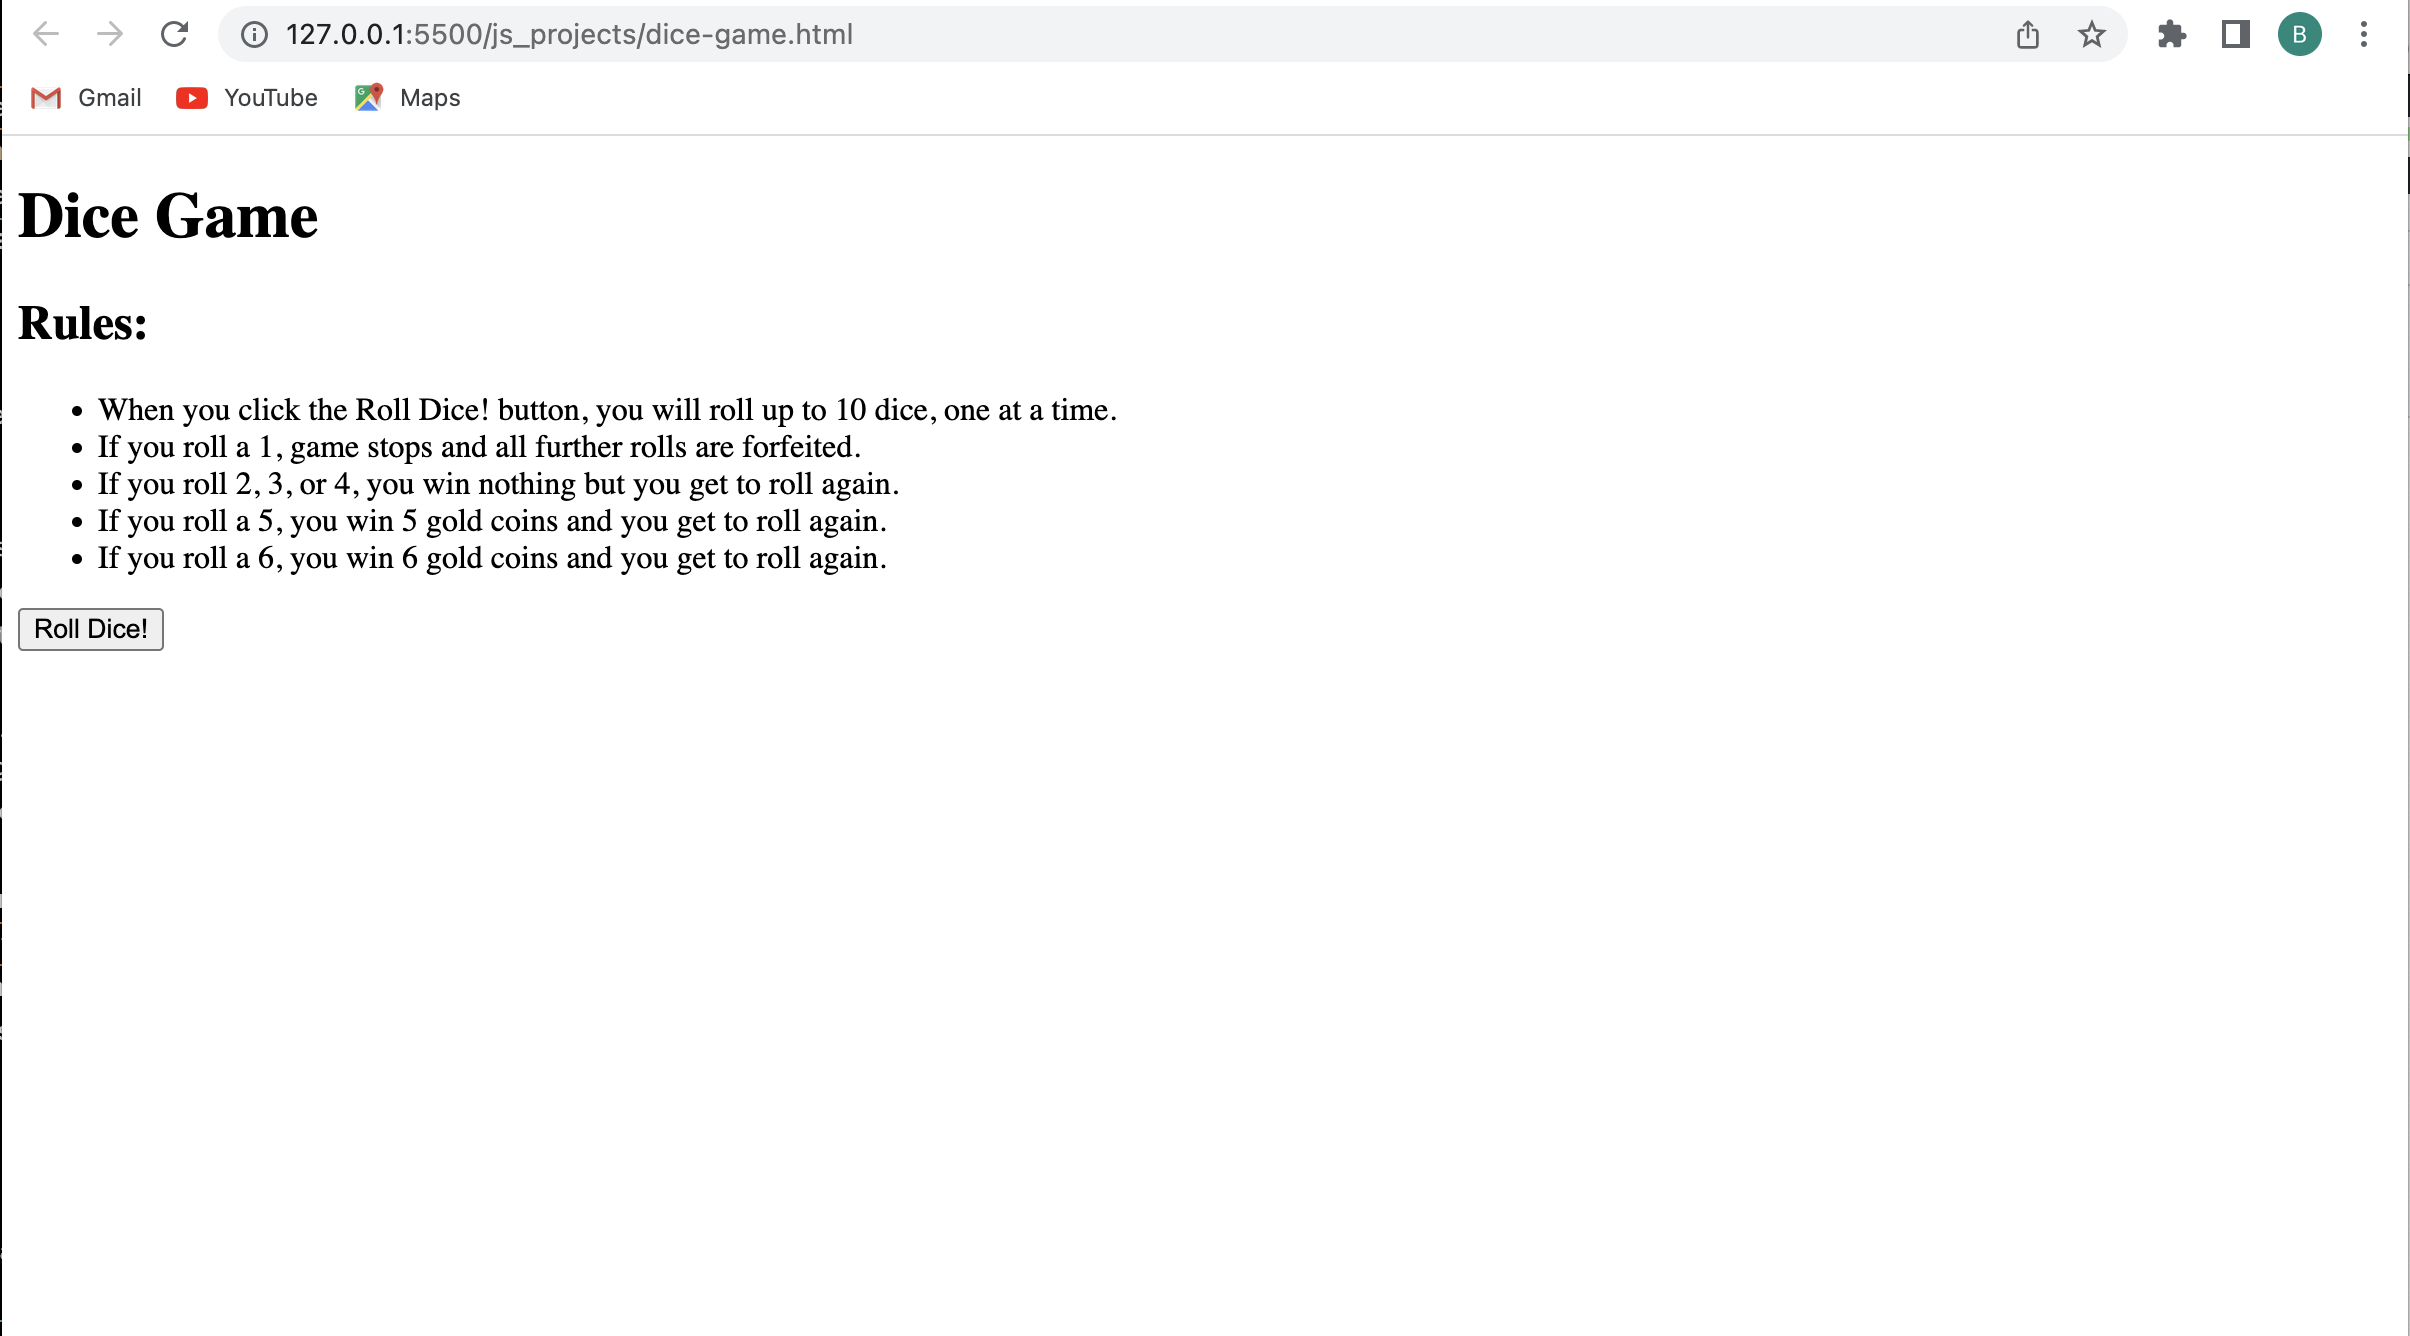 127.0.0.1:5500/js_projects/dice-game.html
B
Gmail YouTube Maps
Dice Game
Rules:
• When you click the Roll Dice! button, you will roll up to 10 dice, one at a time.
• If you roll a 1, game stops and all further rolls are forfeited.
• If you roll 2, 3, or 4, you win nothing but you get to roll again.
• If you roll a 5, you win 5 gold coins and you get to roll again.
• If you roll a 6, you win 6 gold coins and you get to roll again.
Roll Dice!